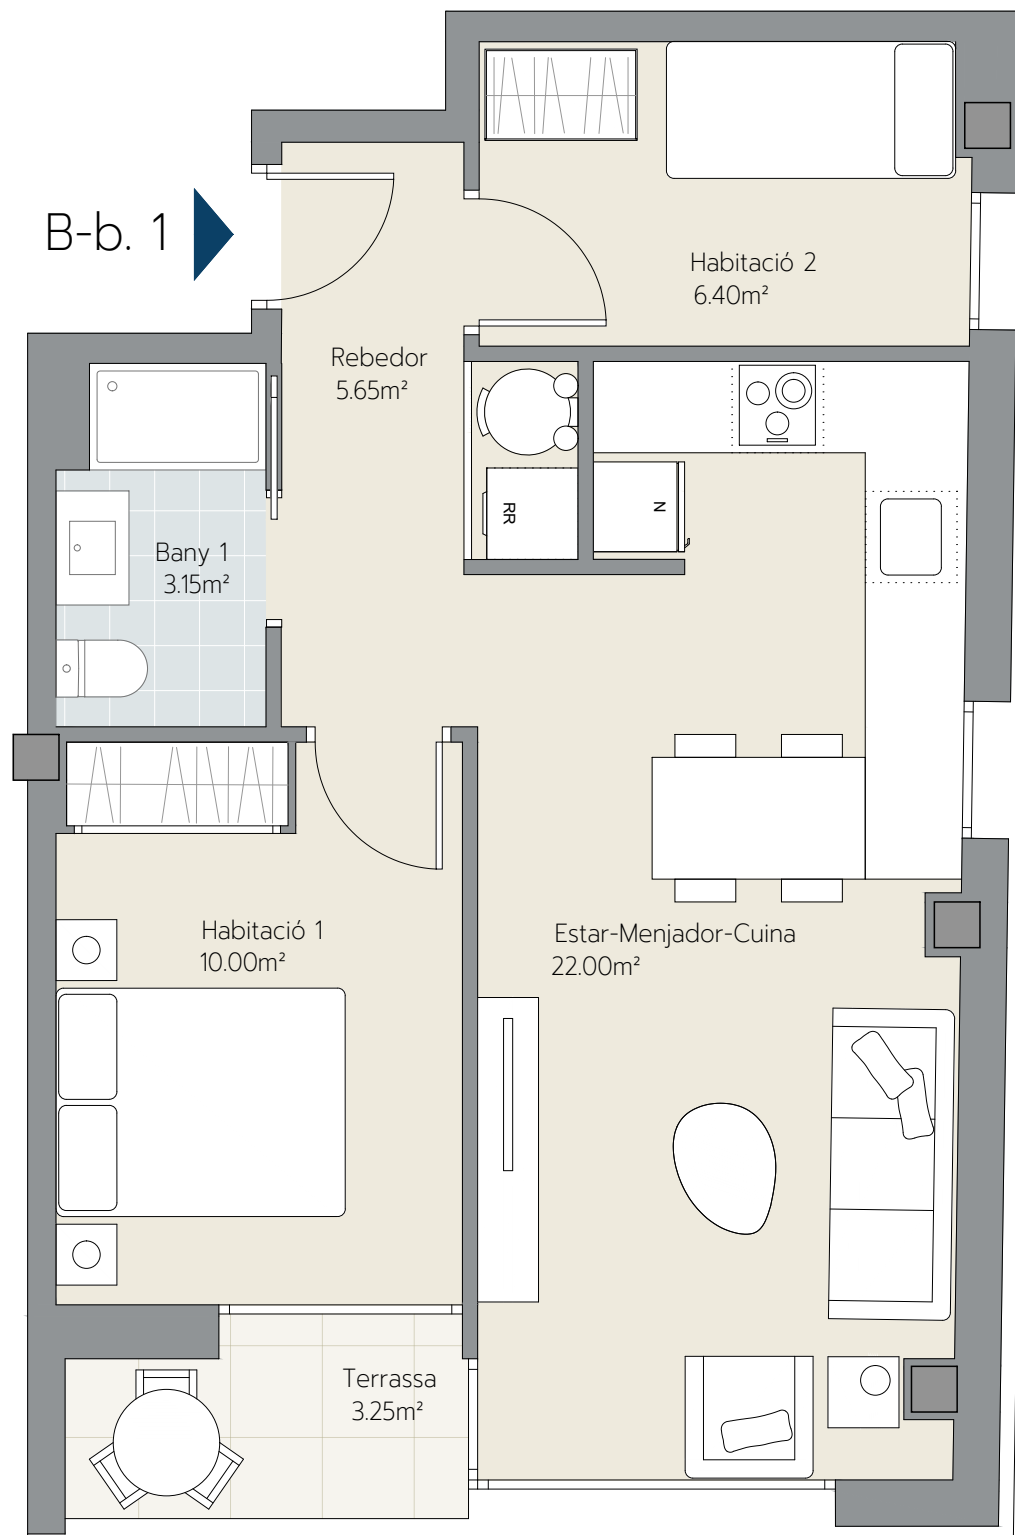 B-b. 1
Habitació 2
6.40m²
Rebedor
5.65m²
RR
N
Bany 1
3.15m²
Habitació 1
10.00m²
Estar-Menjador-Cuina
22.00m²
Terrassa
3.25m²